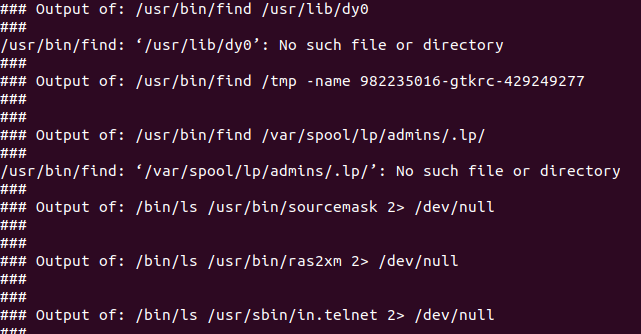 ### Output of: /usr/bin/find /usr/lib/dy0
###
/usr/bin/find: ‘/usr/lib/dy0’: No such file or directory
###
### Output of: /usr/bin/find /tmp -name 982235016-gtkrc-429249277
###
###
### Output of: /usr/bin/find /var/spool/lp/admins/.lp/
###
/usr/bin/find: ‘/var/spool/lp/admins/.lp/’: No such file or directory
###
### Output of: /bin/ls /usr/bin/sourcemask 2> /dev/null
###
###
### Output of: /bin/ls /usr/bin/ras2xm 2> /dev/null
###
###
### Output of: /bin/ls /usr/sbin/in.telnet 2> /dev/null
###